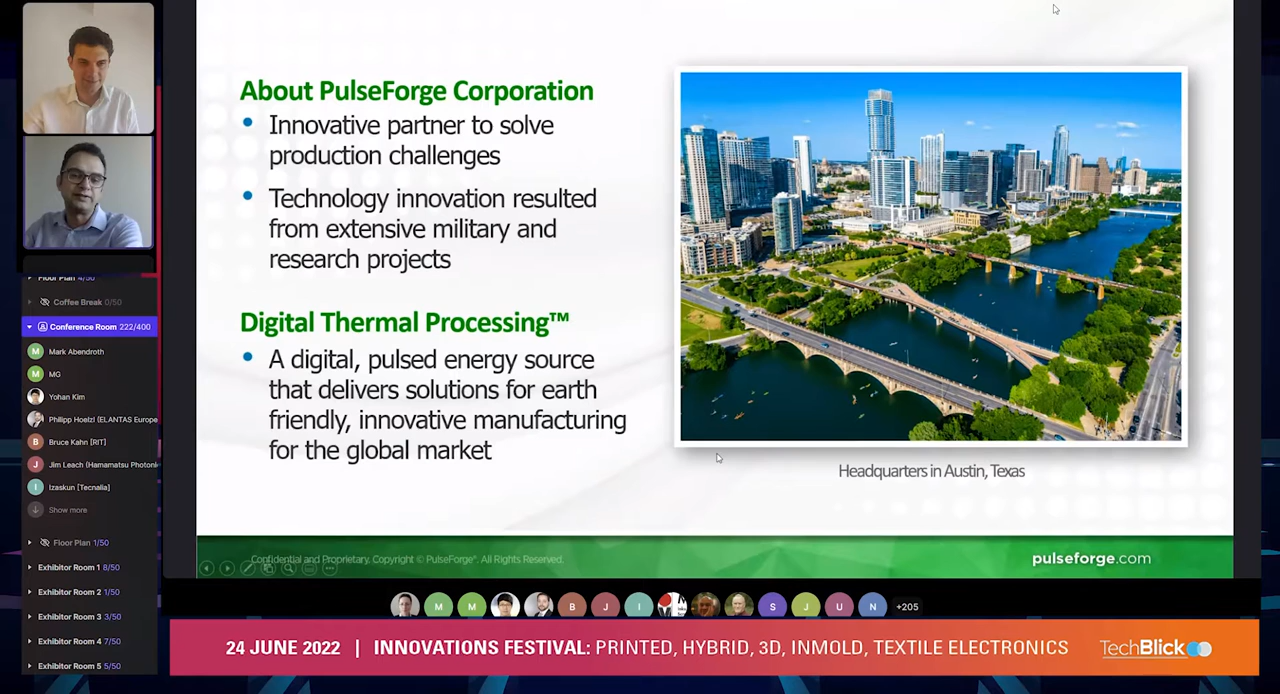 About PulseForge Corporation
Innovative partner to solve
production challenges
Technology innovation resulted
from extensive military and
research projects
Digital Thermal Processing™
A digital, pulsed energy source
that delivers solutions for earth
friendly, innovative manufacturing
for the global market
Headquarters in Austin, Texas
Confidential and Proprietary. Copyright © PulseForge®. All Rights Reserved.
pulseforge.com
Floor Plan 4/50
Coffee Break 0/50
Conference Room 222/400
M Mark Abendroth
M MG
Yohan Kim
Philipp Hoelzl (ELANTAS Europe
B Bruce Kahn [RIT]
J Jim Leach (Hamamatsu Photoni
I Izaskun [Tecnalia]
Show more
Floor Plan 1/50
Exhibitor Room 1 8/50
Exhibitor Room 2 1/50
Exhibitor Room 3 3/50
Exhibitor Room 4 7/50
Exhibitor Room 5 5/50
M M B J I S J U N +205
24 JUNE 2022 | INNOVATIONS FESTIVAL: PRINTED, HYBRID, 3D, INMOLD, TEXTILE ELECTRONICS
TechBlick